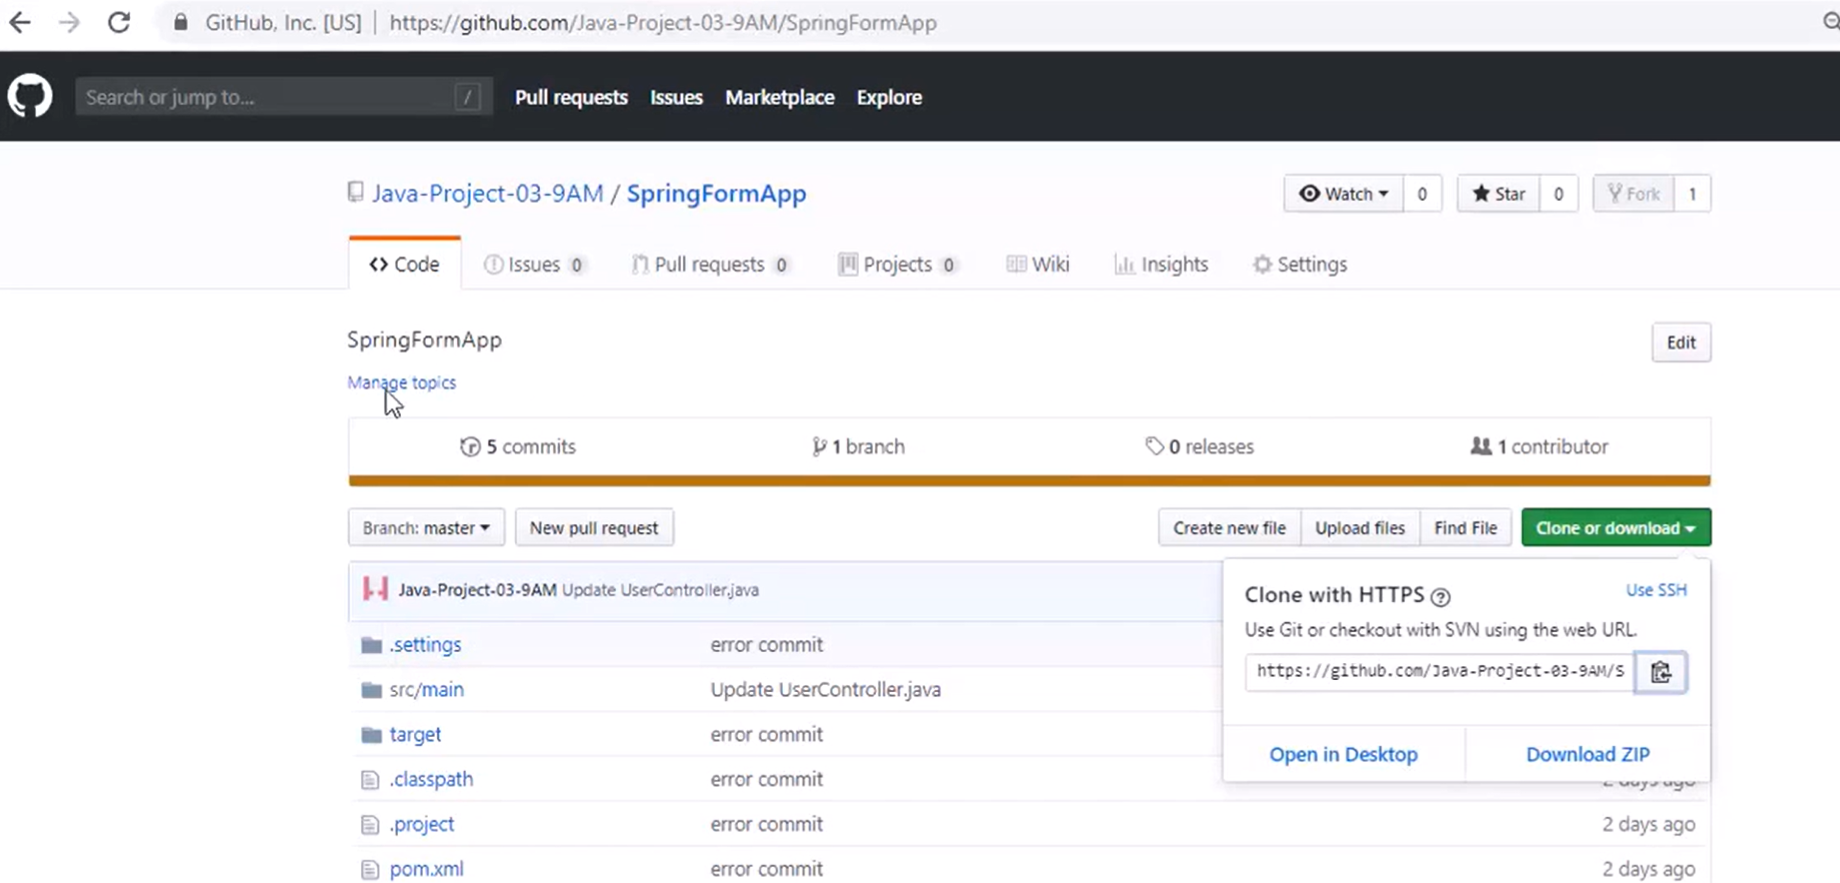 GitHub, Inc. [US] https://github.com/Java-Project-03-9AM/SpringFormApp
Search or jump to... / Pull requests Issues Marketplace Explore
Java-Project-03-9AM / SpringFormApp Watch 0 Star 0 Fork 1
Code Issues 0 Pull requests 0 Projects 0 Wiki Insights Settings
SpringFormApp Edit
Manage topics
5 commits 1 branch 0 releases 1 contributor
Branch: master New pull request Create new file Upload files Find File Clone or download
Java-Project-03-9AM Update UserController.java
Clone with HTTPS ? Use SSH
Use Git or checkout with SVN using the web URL.
https://github.com/Java-Project-03-9AM/S
Open in Desktop Download ZIP
.settings error commit
src/main Update UserController.java
target error commit
.classpath error commit 2 days ago
.project error commit 2 days ago
pom.xml error commit 2 days ago